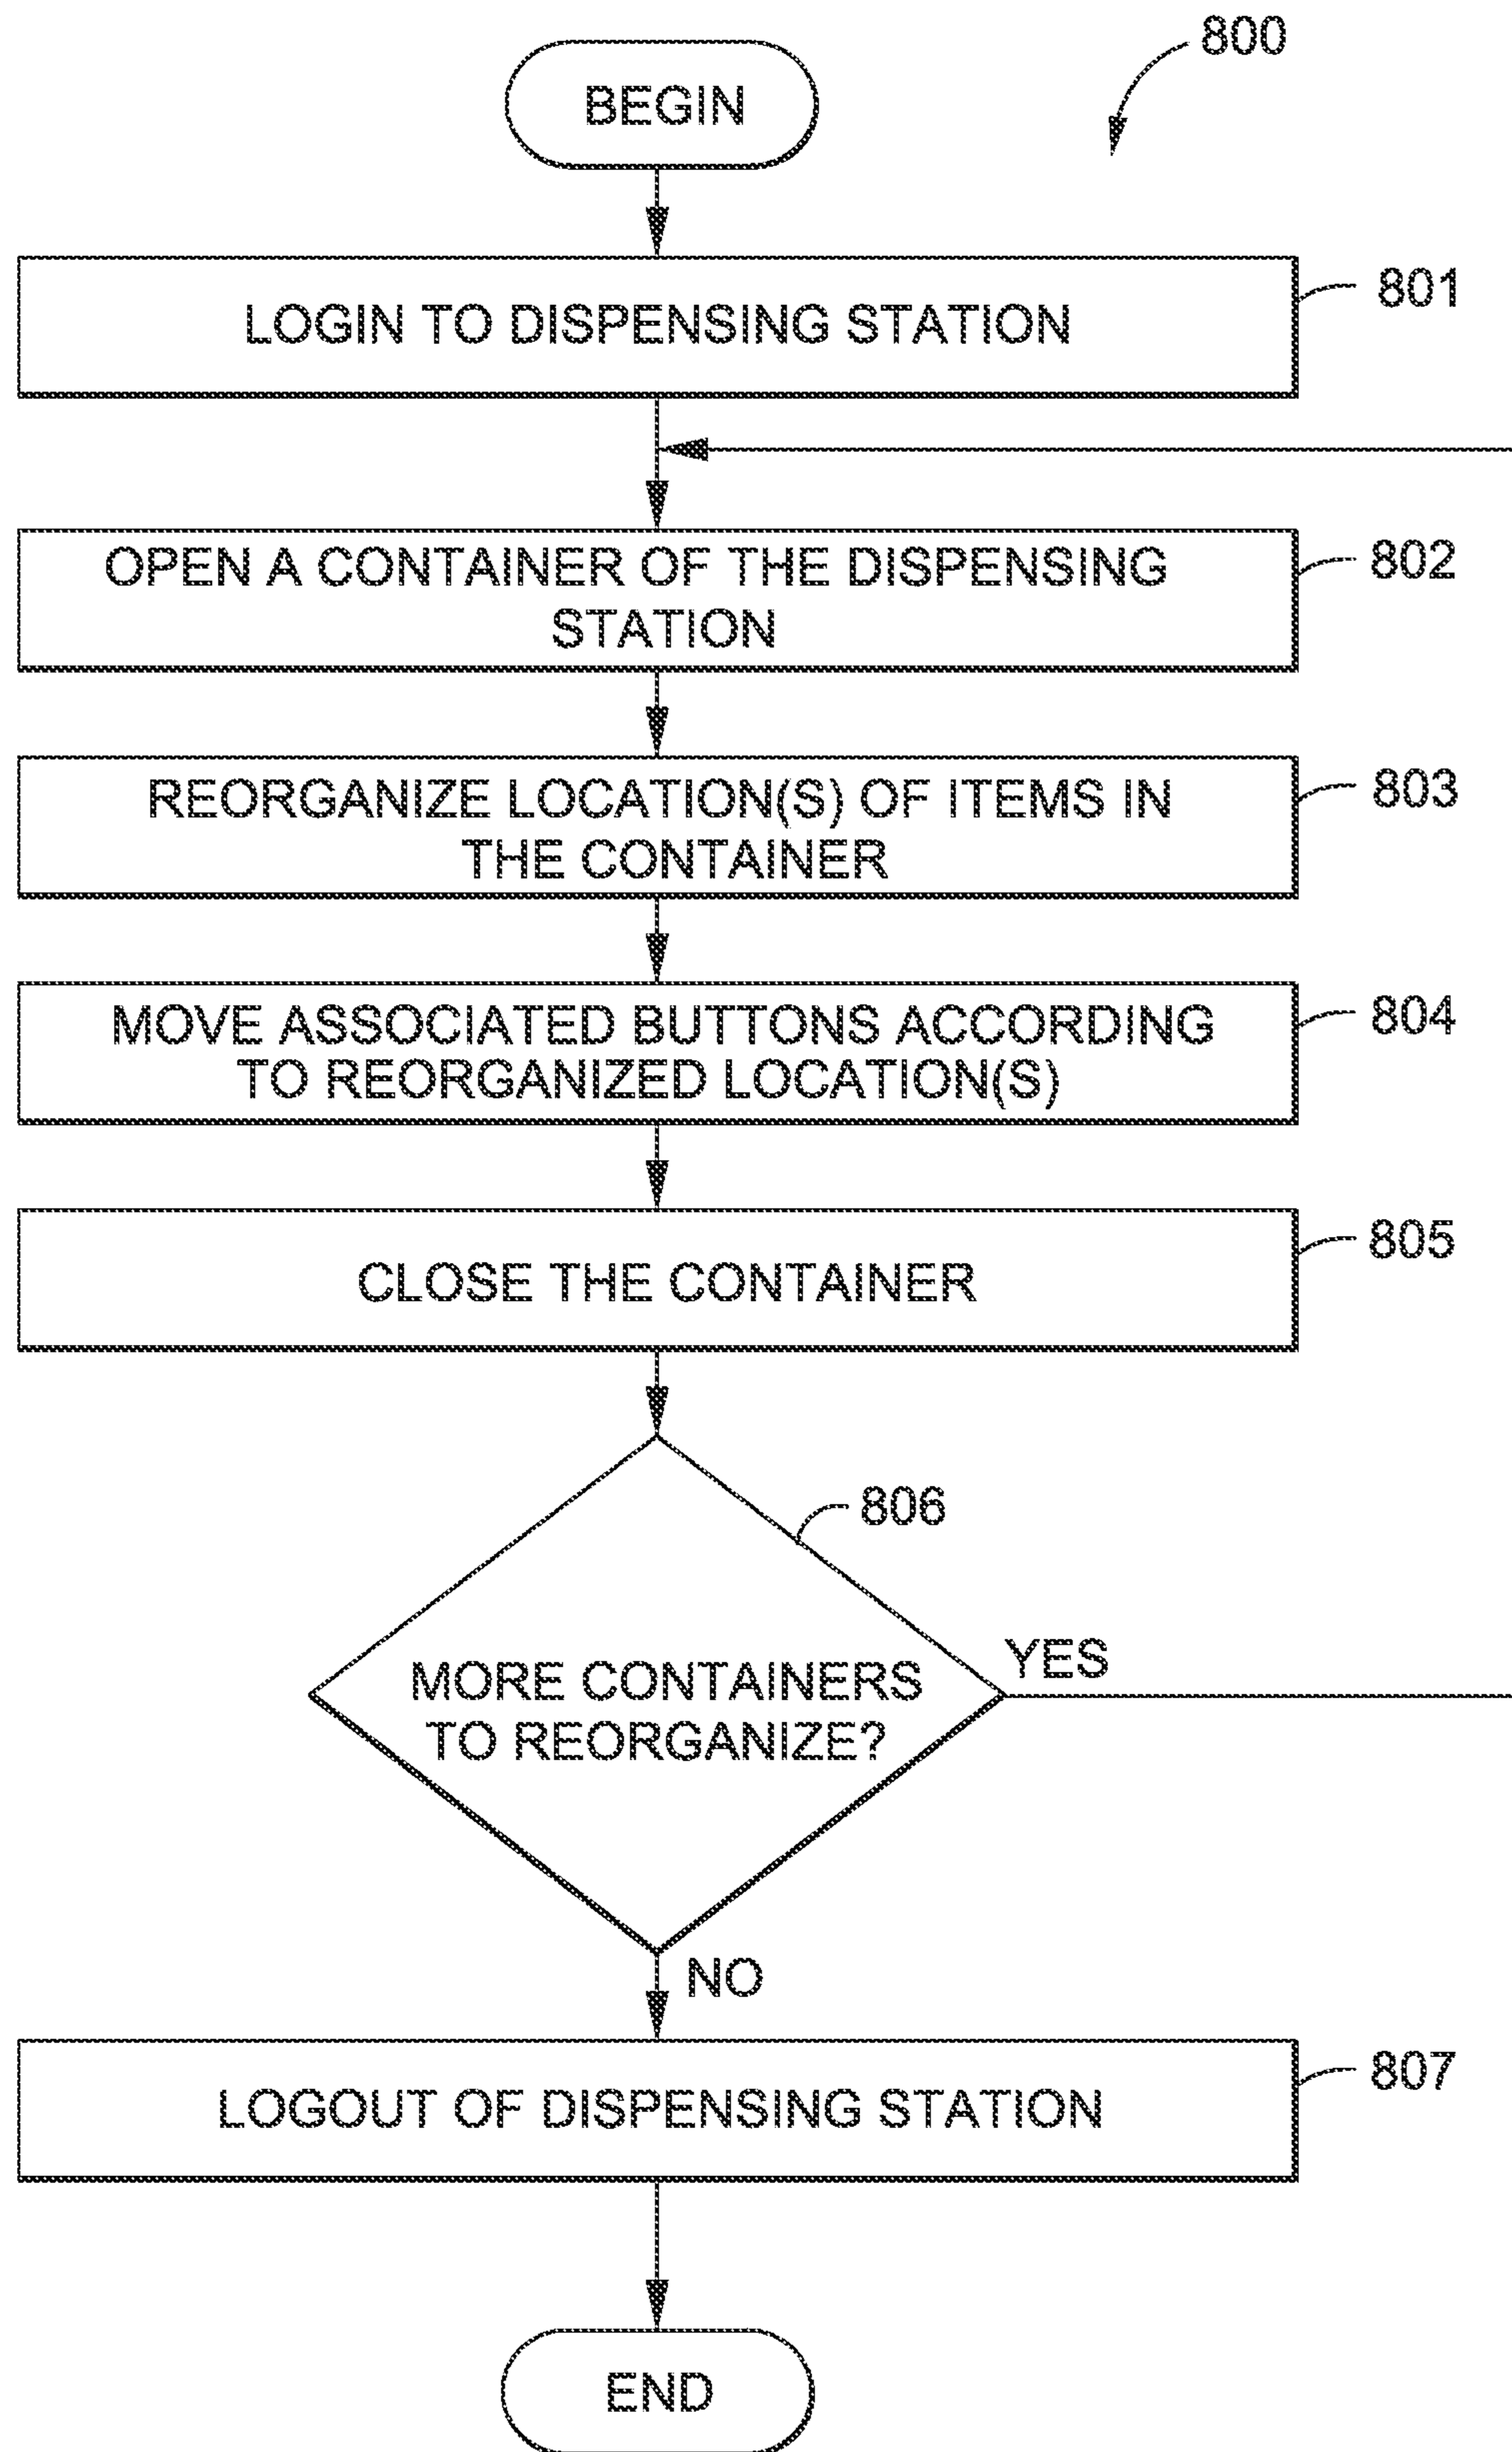 800
BEGIN
801
LOGIN TO DISPENSING STATION
802
OPEN A CONTAINER OF THE DISPENSING
STATION
803
REORGANIZE LOCATION(S) OF ITEMS IN
THE CONTAINER
804
MOVE ASSOCIATED BUTTONS ACCORDING
TO REORGANIZED LOCATION(S)
805
CLOSE THE CONTAINER
806
MORE CONTAINERS
TO REORGANIZE?
YES
NO
807
LOGOUT OF DISPENSING STATION
END